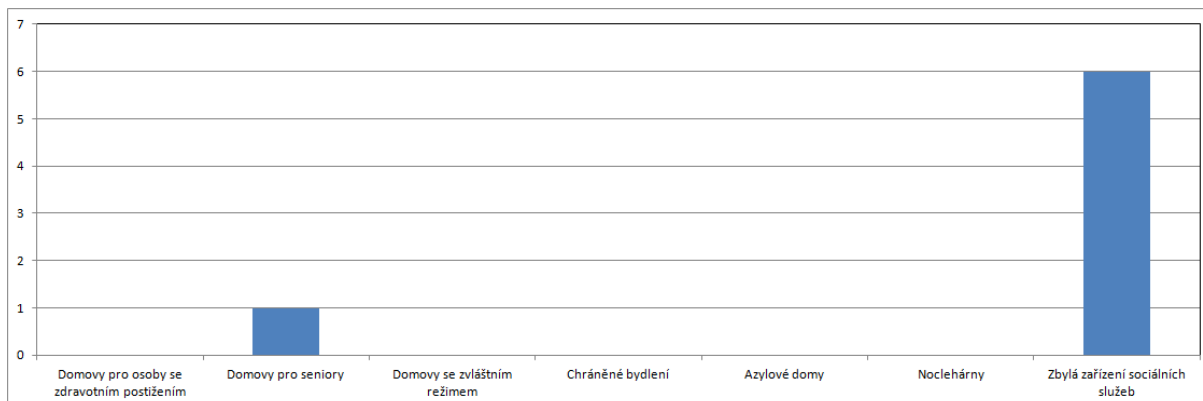 7
6
5
4
3
2
1
0
Domovy pro osoby se
zdravotním postižením
Domovy pro seniory
Domovy se zvláštním
režimem
Chráněné bydlení
Azylové domy
Noclehárny
Zbylá zařízení sociálních
služeb